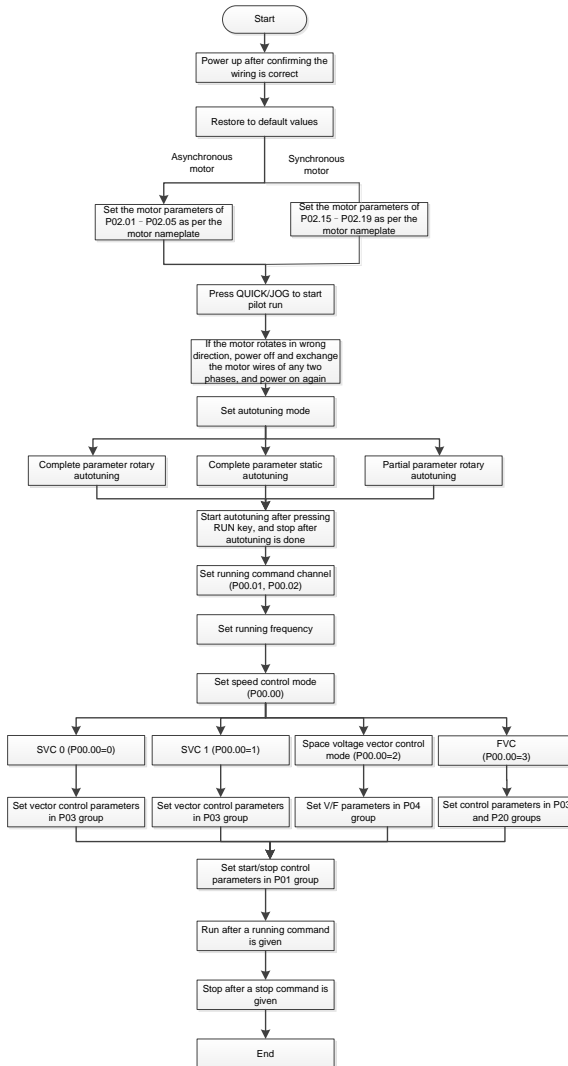 Start
Power up after confirming the
wiring is correct
Restore to default values
Asynchronous
motor
Synchronous
motor
Set the motor parameters of
P02.01–P02.05 as per the
motor nameplate
Set the motor parameters of
P02.15–P02.19 as per the
motor nameplate
Press QUICK/JOG to start
pilot run
If the motor rotates in wrong
direction, power off and exchange
the motor wires of any two
phases, and power on again
Set autotuning mode
Complete parameter rotary
autotuning
Complete parameter static
autotuning
Partial parameter rotary
autotuning
Start autotuning after pressing
RUN key, and stop after
autotuning is done
Set running command channel
(P00.01, P00.02)
Set running frequency
Set speed control mode
(P00.00)
SVC 0 (P00.00=0)
SVC 1 (P00.00=1)
Space voltage vector control
mode (P00.00=2)
FVC
(P00.00=3)
Set vector control parameters
in P03 group
Set vector control parameters
in P03 group
Set V/F parameters in P04
group
Set control parameters in P03
and P20 groups
Set start/stop control
parameters in P01 group
Run after a running command
is given
Stop after a stop command is
given
End